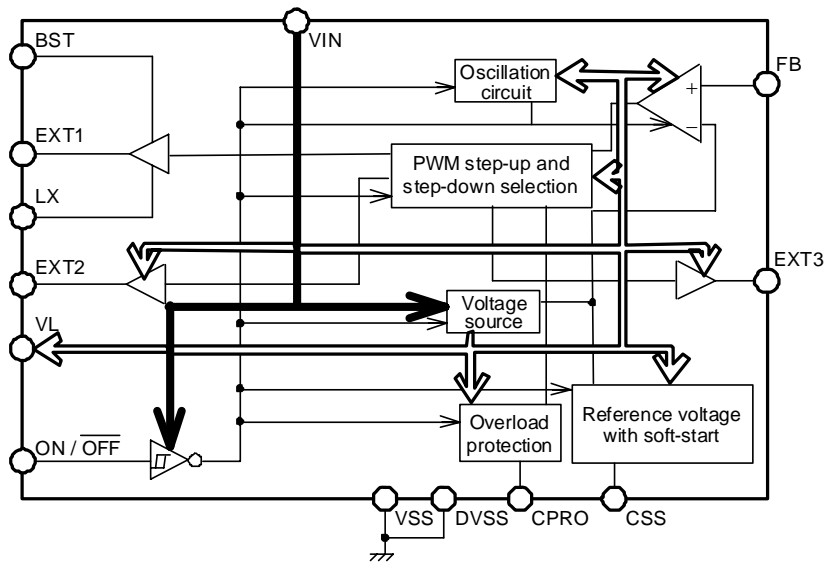 BST
VIN
FB
Oscillation
circuit
+
−
EXT1
PWM step-up and
step-down selection
LX
EXT2
EXT3
Voltage
source
VL
Reference voltage
with soft-start
Overload
protection
ON / OFF
VSS
DVSS
CPRO
CSS